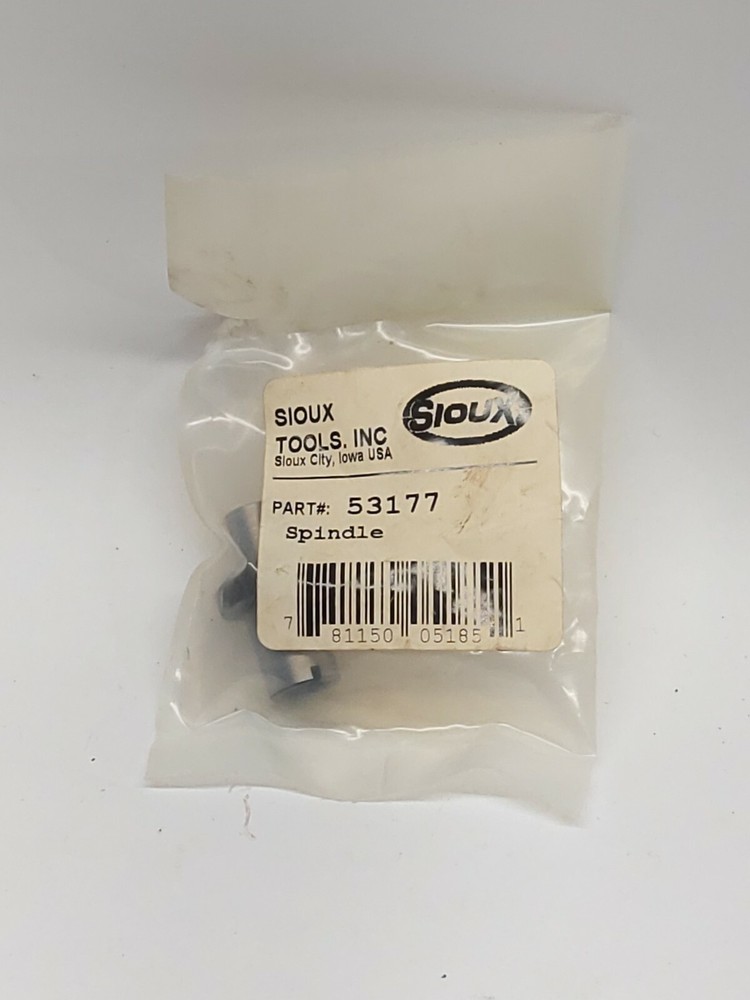 SIOUX
TOOLS. INC
Sioux City, Iowa USA
SIOUX
PART#: 53177
Spindle
7 81150 05185 1